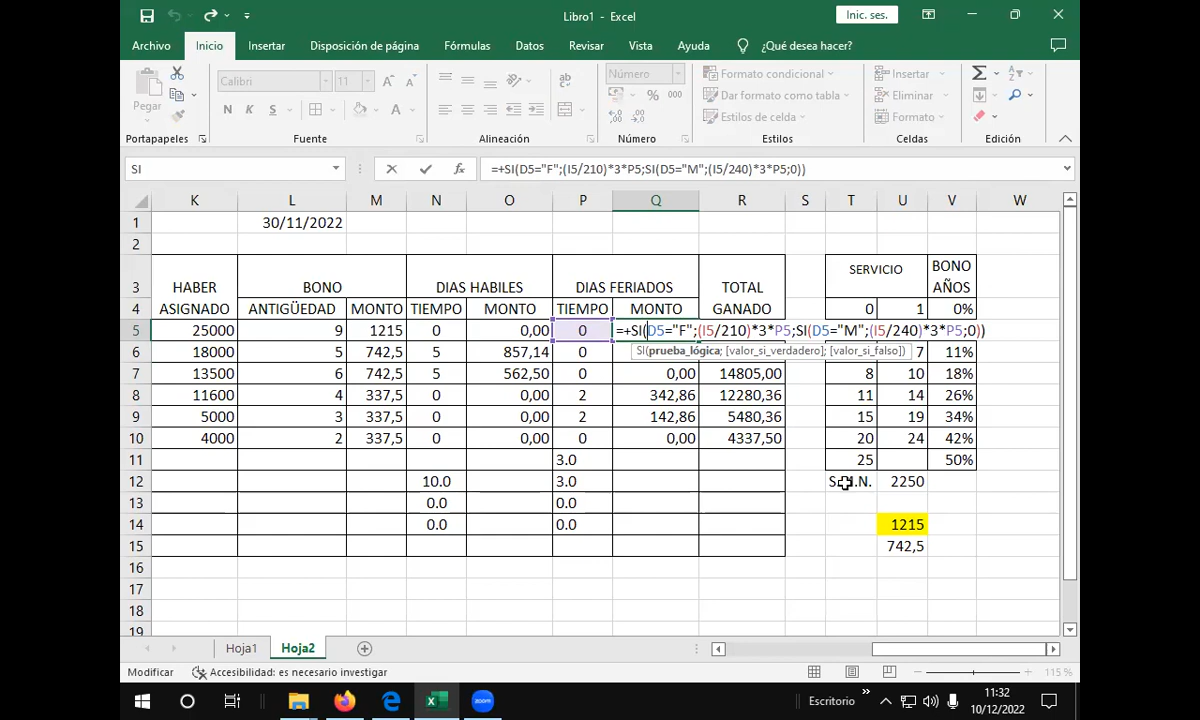 Libro1 - Excel
Inic. ses.
Archivo Inicio Insertar Disposición de página Fórmulas Datos Revisar Vista Ayuda ¿Qué desea hacer?
Pegar
Calibri 11
N K S
Número
% 000
Formato condicional
Dar formato como tabla
Estilos de celda
Insertar
Eliminar
Formato
Portapapeles Fuente Alineación Número Estilos Celdas Edición
SI
=+SI(D5="F";(I5/210)*3*P5;SI(D5="M";(I5/240)*3*P5;0))
K L M N O P Q R S T U V W
1 30/11/2022
2
3 HABER BONO DIAS HABILES DIAS FERIADOS TOTAL SERVICIO BONO AÑOS
4 ASIGNADO ANTIGÜEDAD MONTO TIEMPO MONTO TIEMPO MONTO GANADO 0 1 0%
5 25000 9 1215 0 0,00 0 =+SI(D5="F";(I5/210)*3*P5;SI(D5="M";(I5/240)*3*P5;0))
SI(prueba_lógica; [valor_si_verdadero]; [valor_si_falso])
6 18000 5 742,5 5 857,14 0 7 11%
7 13500 6 742,5 5 562,50 0 0,00 14805,00 8 10 18%
8 11600 4 337,5 0 0,00 2 342,86 12280,36 11 14 26%
9 5000 3 337,5 0 0,00 2 142,86 5480,36 15 19 34%
10 4000 2 337,5 0 0,00 0 0,00 4337,50 20 24 42%
11 3.0 25 50%
12 10.0 3.0 2250
13 0.0 0.0
14 0.0 0.0 1215
15 742,5
16
17
18
19
Hoja1 Hoja2
Modificar Accesibilidad: es necesario investigar 115 %
zoom
Escritorio
11:32
10/12/2022